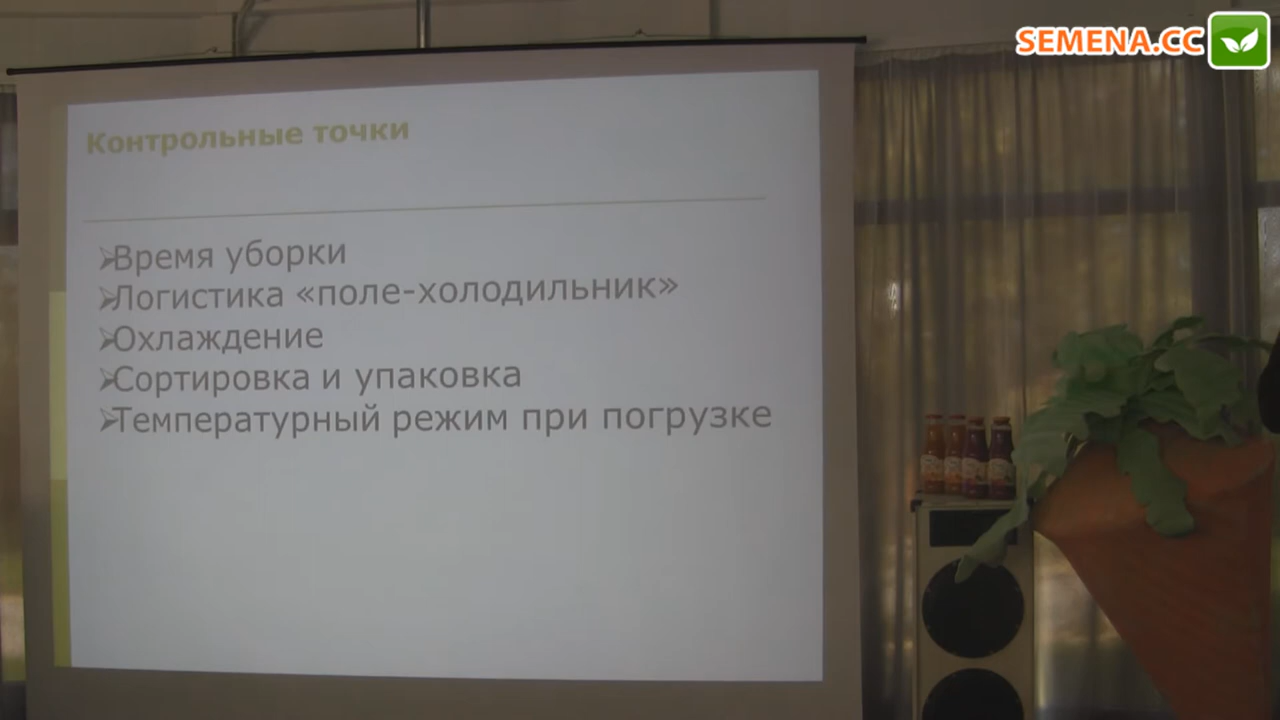 SEMENA.CC
Контрольные точки
Время уборки
Логистика «поле-холодильник»
Охлаждение
Сортировка и упаковка
Температурный режим при погрузке